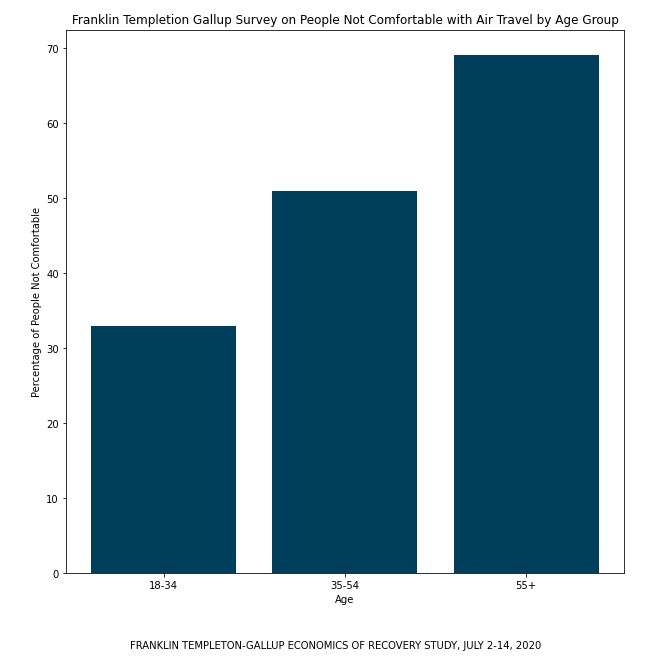 Franklin Templeton Gallup Survey on People Not Comfortable with Air Travel by Age Group
Percentage of People Not Comfortable
70
60
50
40
30
20
10
0
18-34
35-54
55+
Age
FRANKLIN TEMPLETON-GALLUP ECONOMICS OF RECOVERY STUDY, JULY 2-14, 2020